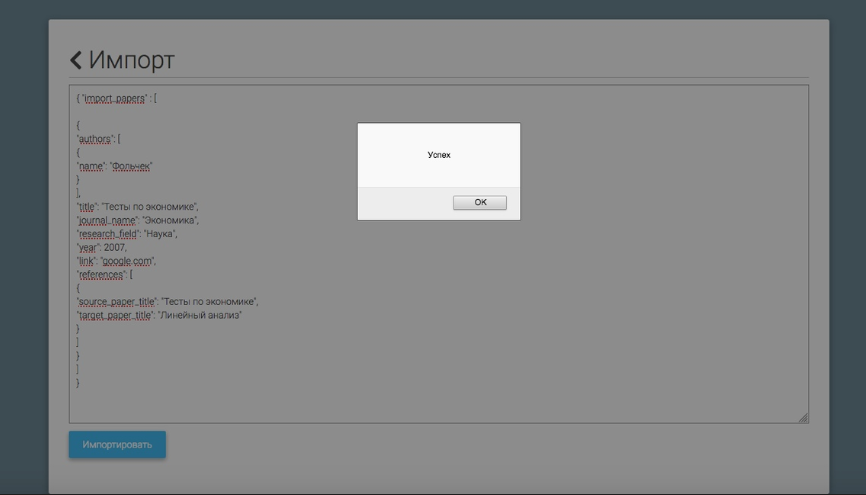 Импорт
{ "import_papers" : [
{
"authors": [
{
"name": "Фольчек"
}
],
"title": "Тесты по экономике",
"journal_name": "Экономика",
"research_field": "Наука",
"year": 2007,
"link": "google.com",
"references": [
{
"source_paper_title": "Тесты по экономике",
"target_paper_title": "Линейный анализ"
}
]
}
]
}
Успех
OK
Импортировать